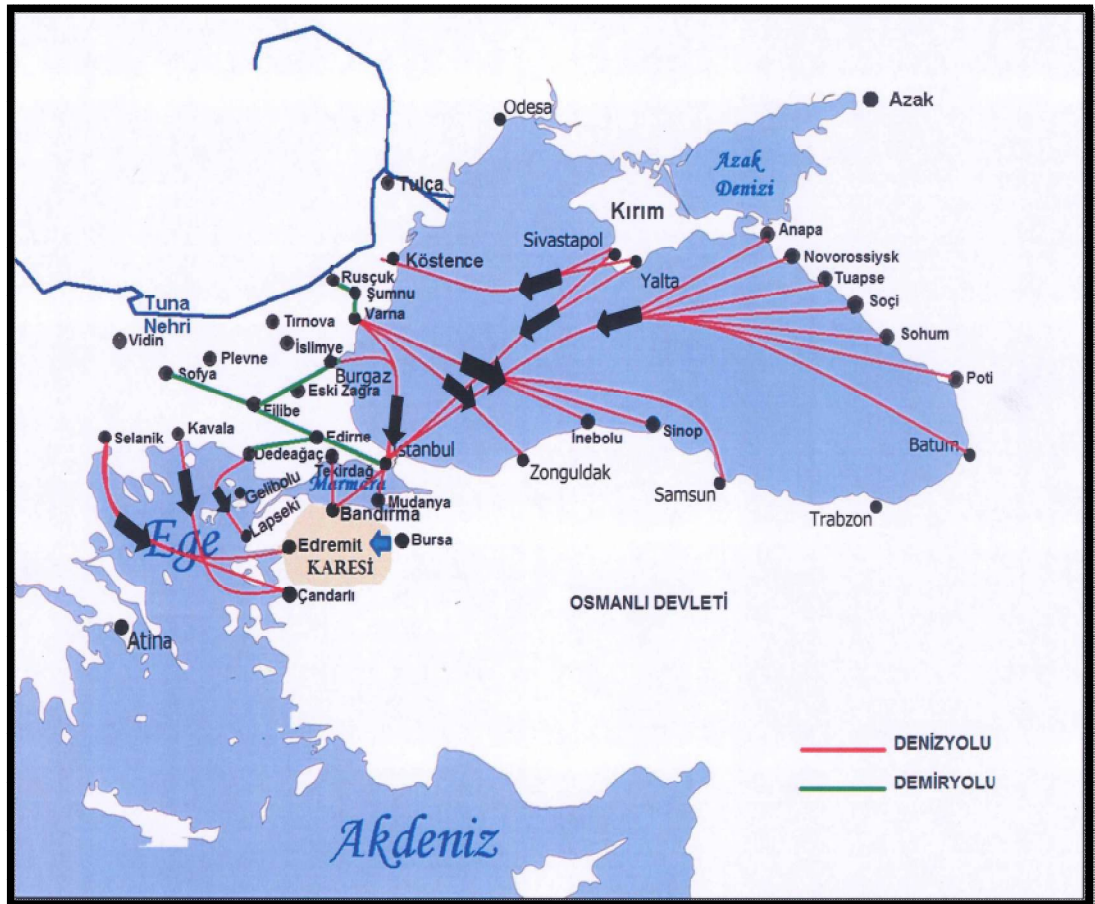 Azak
Odesa
Azak
Denizi
Tulça
Kırım
Anapa
Sivastapol
Novorossiysk
Köstence
Yalta
Tuapse
Rusçuk
Soçi
Şumnu
Tuna
Nehri
Varna
Tırnova
Sohum
Vidin
İslimye
Plevne
Sofya
Burgaz
Poti
Eski Zağra
Filibe
Kavala
Selanik
Edirne
İnebolu
Sinop
Dedeağaç
İstanbul
Batum
Tekirdağ
Zonguldak
Marmara
Gelibolu
Samsun
Mudanya
Bandırma
Trabzon
Lapseki
Ege
Edremit
Bursa
KARESİ
Çandarlı
OSMANLI DEVLETİ
Atina
DENİZYOLU
DEMİRYOLU
Akdeniz